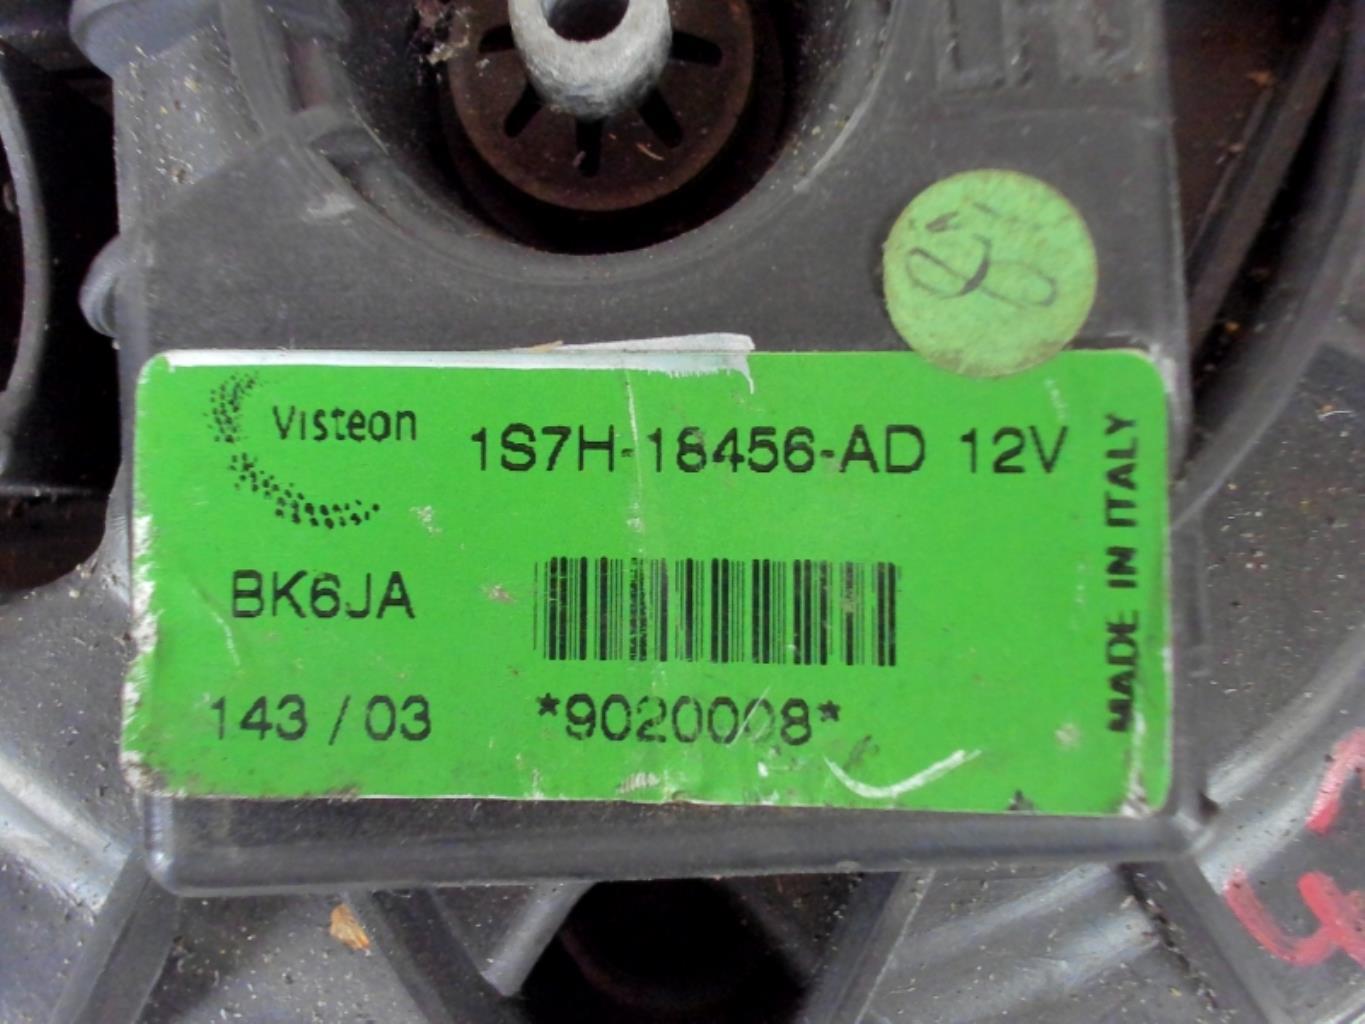 Visteon 1S7H-18456-AD 12V
BK6JA
143 / 03 *9020008*
MADE IN ITALY